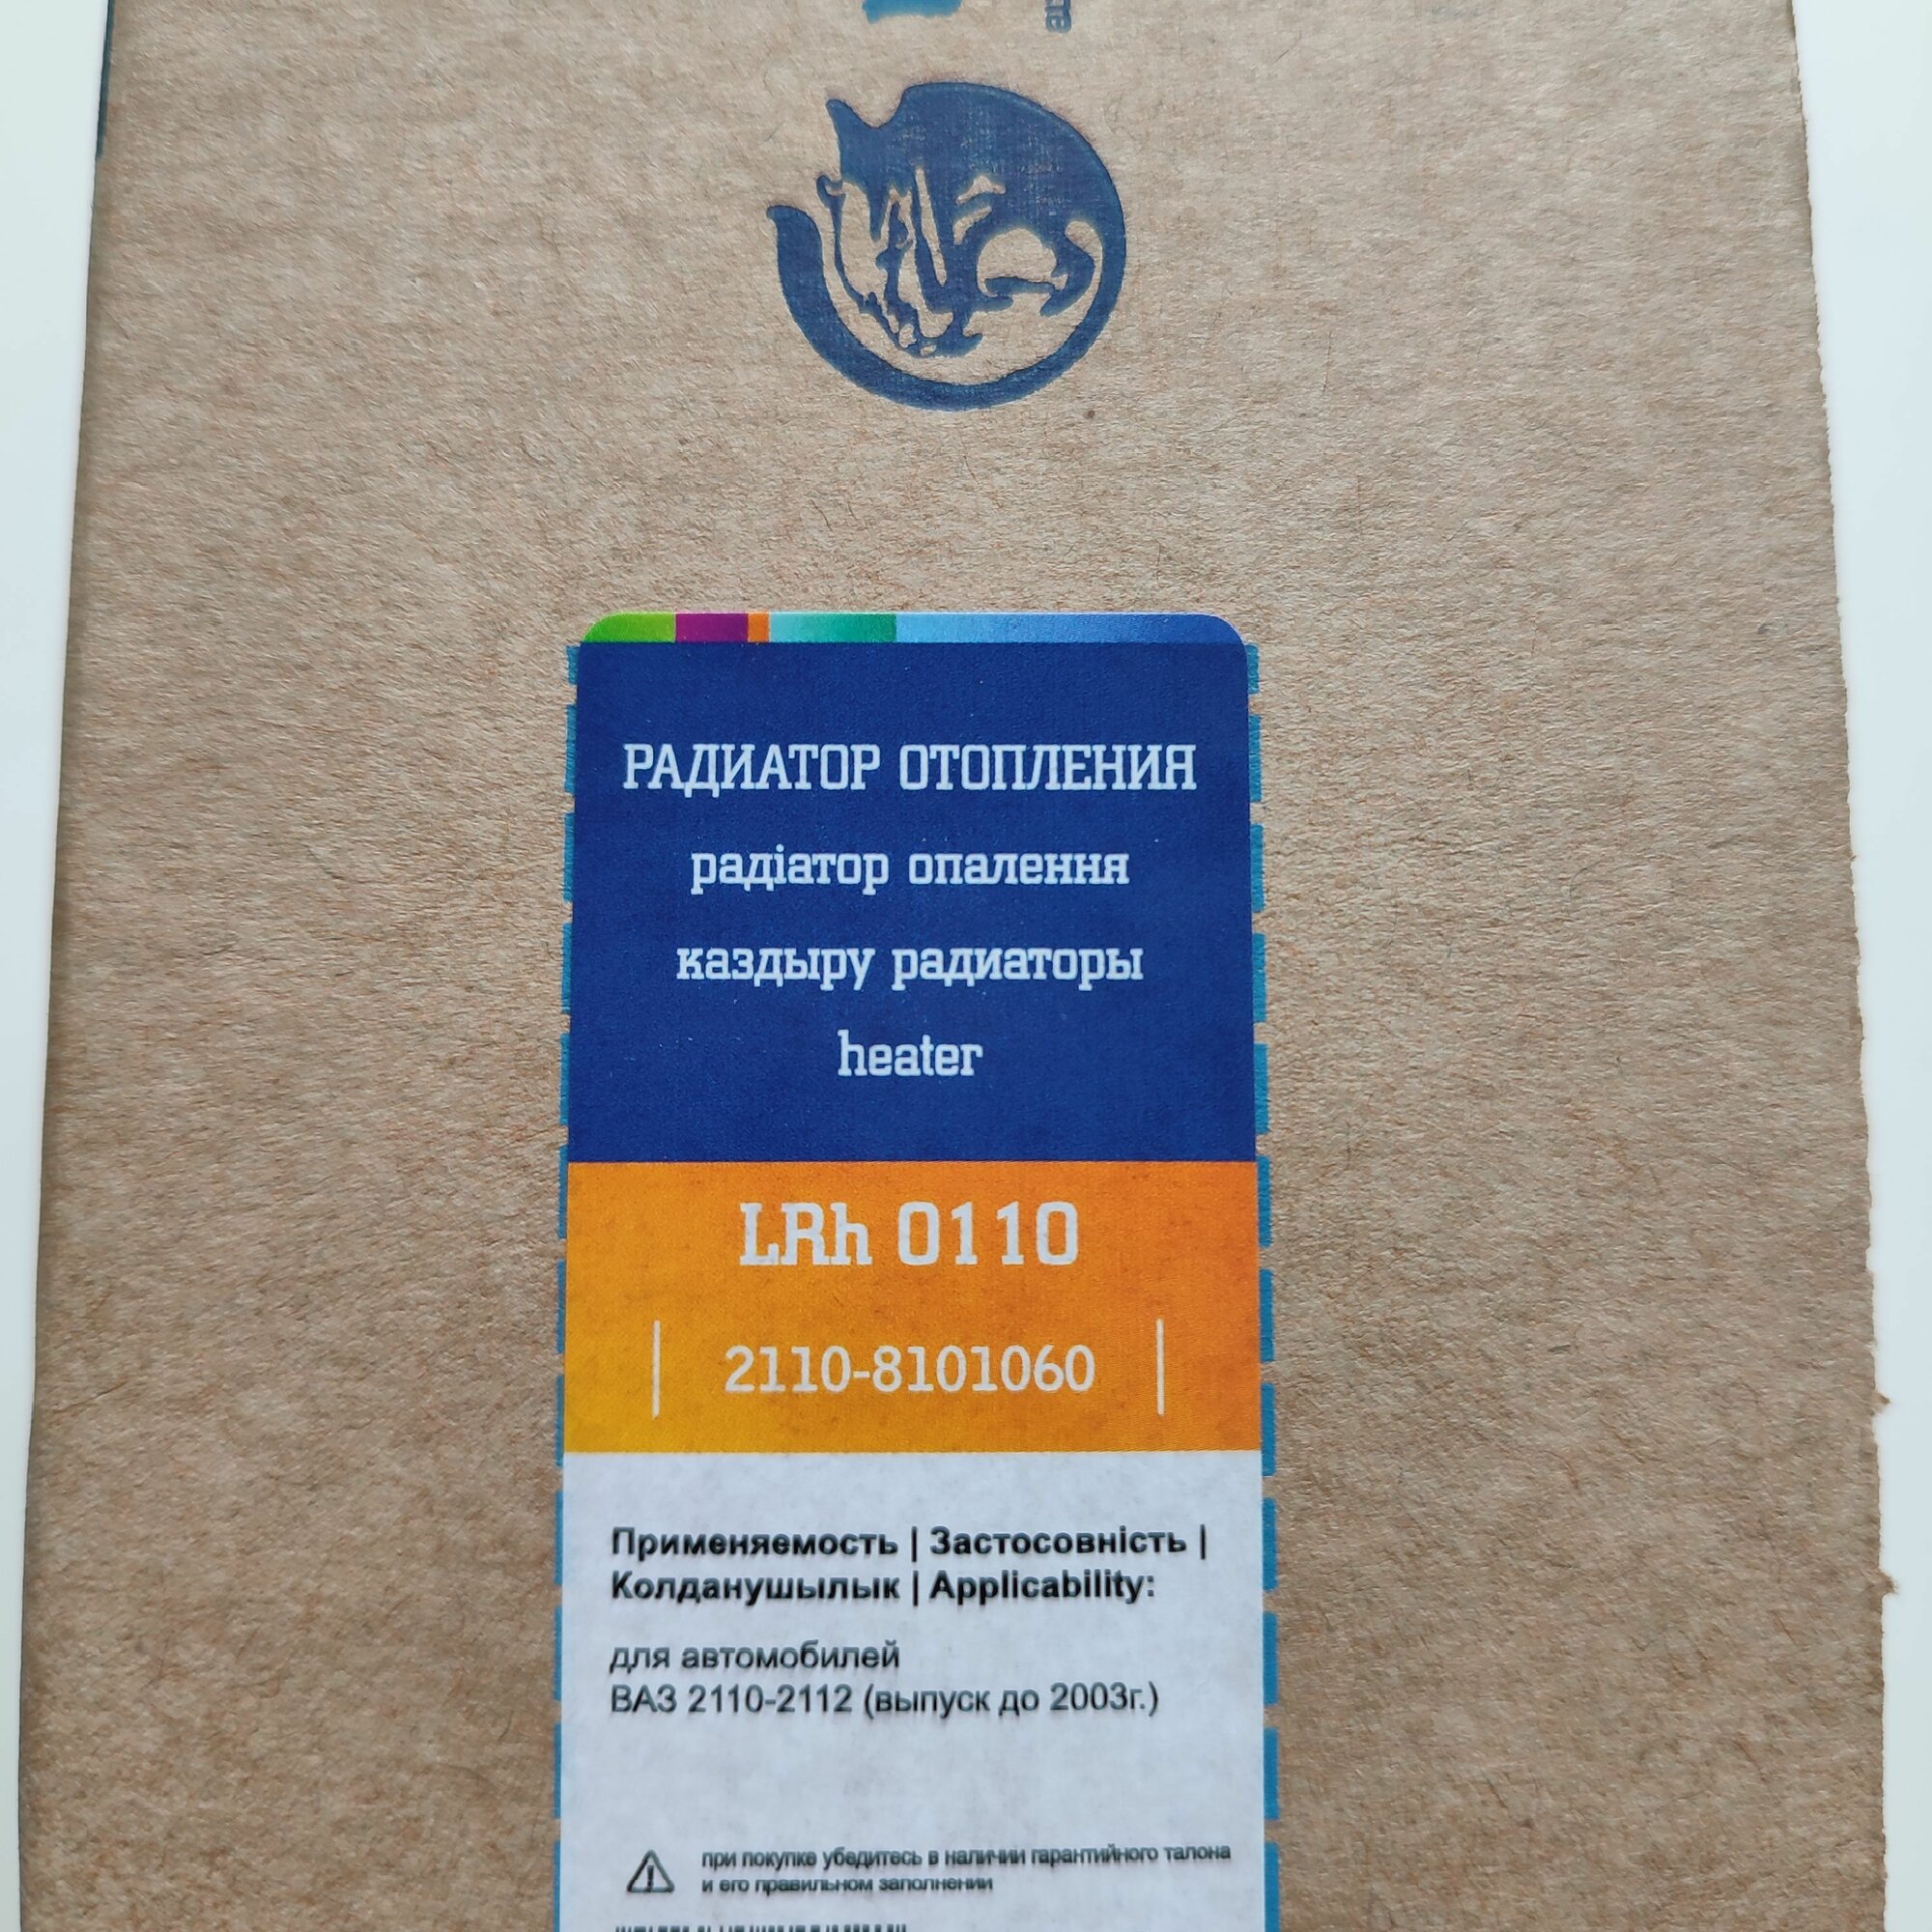 РАДИАТОР ОТОПЛЕНИЯ
радіатор опалення
каздыру радиаторы
heater
LRh 0110
2110-8101060
Применяемость | Застосовність |
Колданушылык | Applicability:
для автомобилей
ВАЗ 2110-2112 (выпуск до 2003г.)
при покупке убедитесь в наличии гарантийного талона
и его правильном заполнении